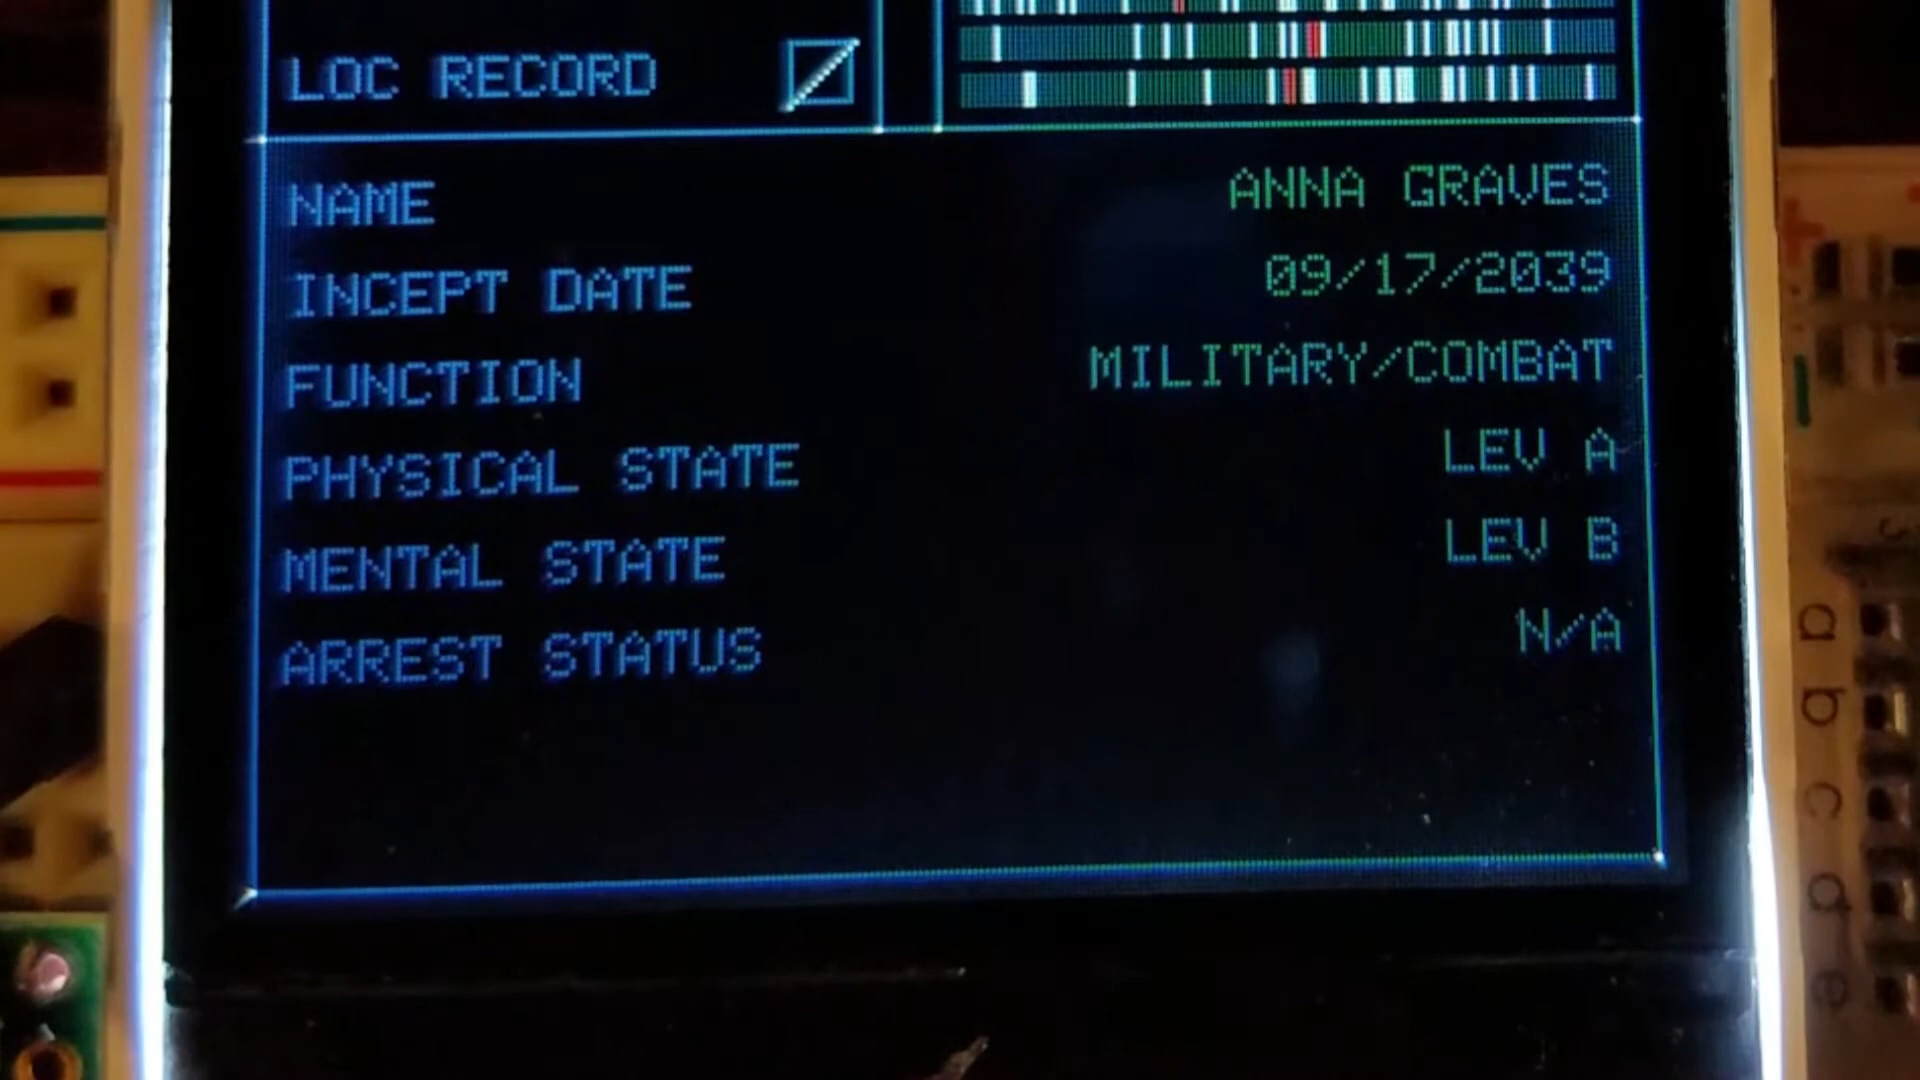 LOC RECORD
NAME ANNA GRAVES
INCEPT DATE 09/17/2039
FUNCTION MILITARY/COMBAT
PHYSICAL STATE LEV A
MENTAL STATE LEV B
ARREST STATUS N/A
a
b
c
d
e